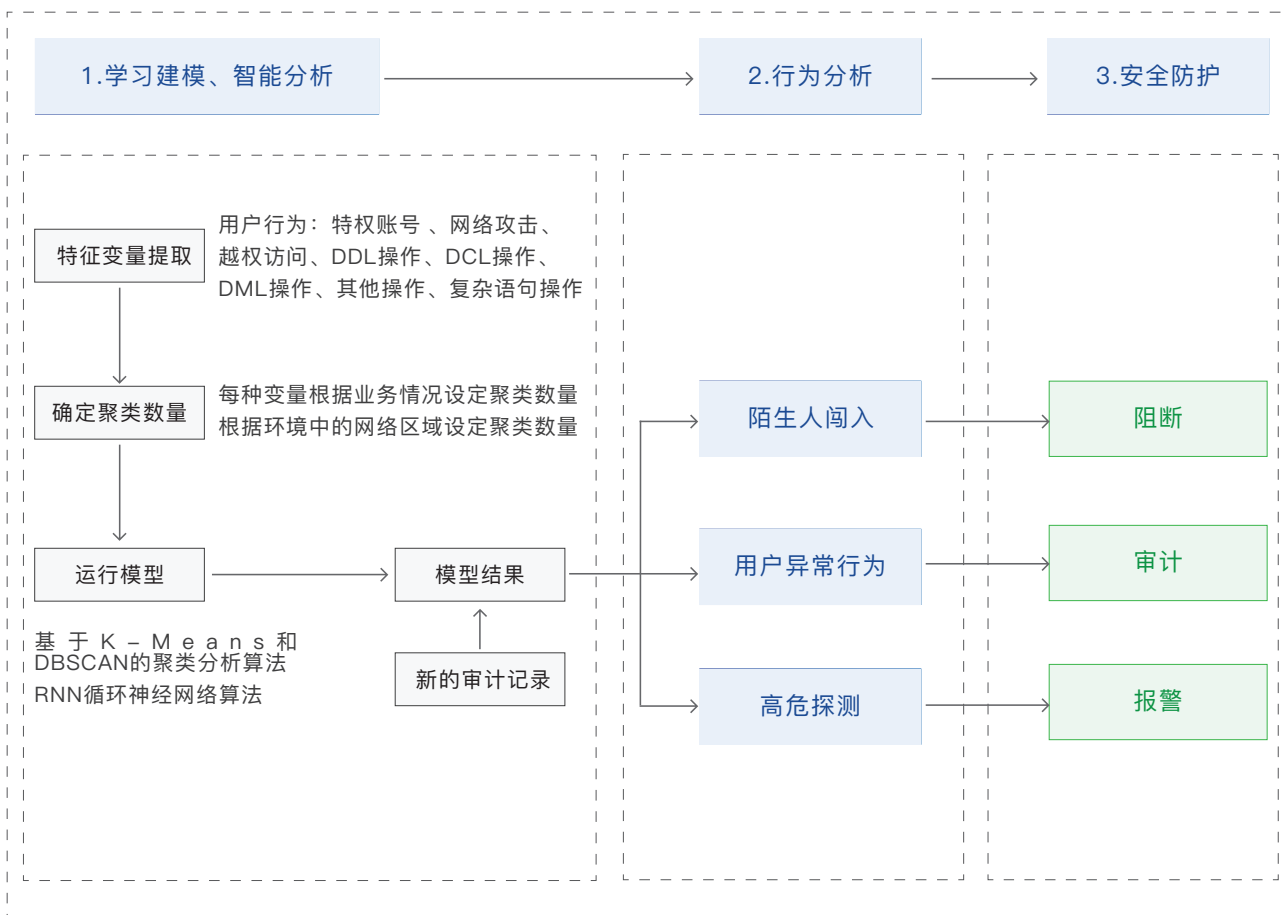 1.学习建模、智能分析
2.行为分析
3.安全防护
特征变量提取
用户行为：特权账号 、网络攻击、
越权访问、DDL操作、DCL操作、
DML操作、其他操作、复杂语句操作
确定聚类数量
每种变量根据业务情况设定聚类数量
根据环境中的网络区域设定聚类数量
运行模型
模型结果
基于K-Means和
DBSCAN的聚类分析算法
RNN循环神经网络算法
新的审计记录
陌生人闯入
用户异常行为
高危探测
阻断
审计
报警